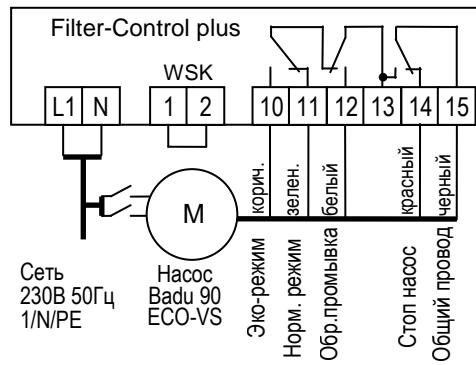 Filter-Control plus
WSK
L1 N 1 2 10 11 12 13 14 15
корич.
зелен.
белый
красный
черный
M
Сеть
230В 50Гц
1/N/PE
Насос
Badu 90
ECO-VS
Эко-режим
Норм. режим
Обр.промывка
Стоп насос
Общий провод